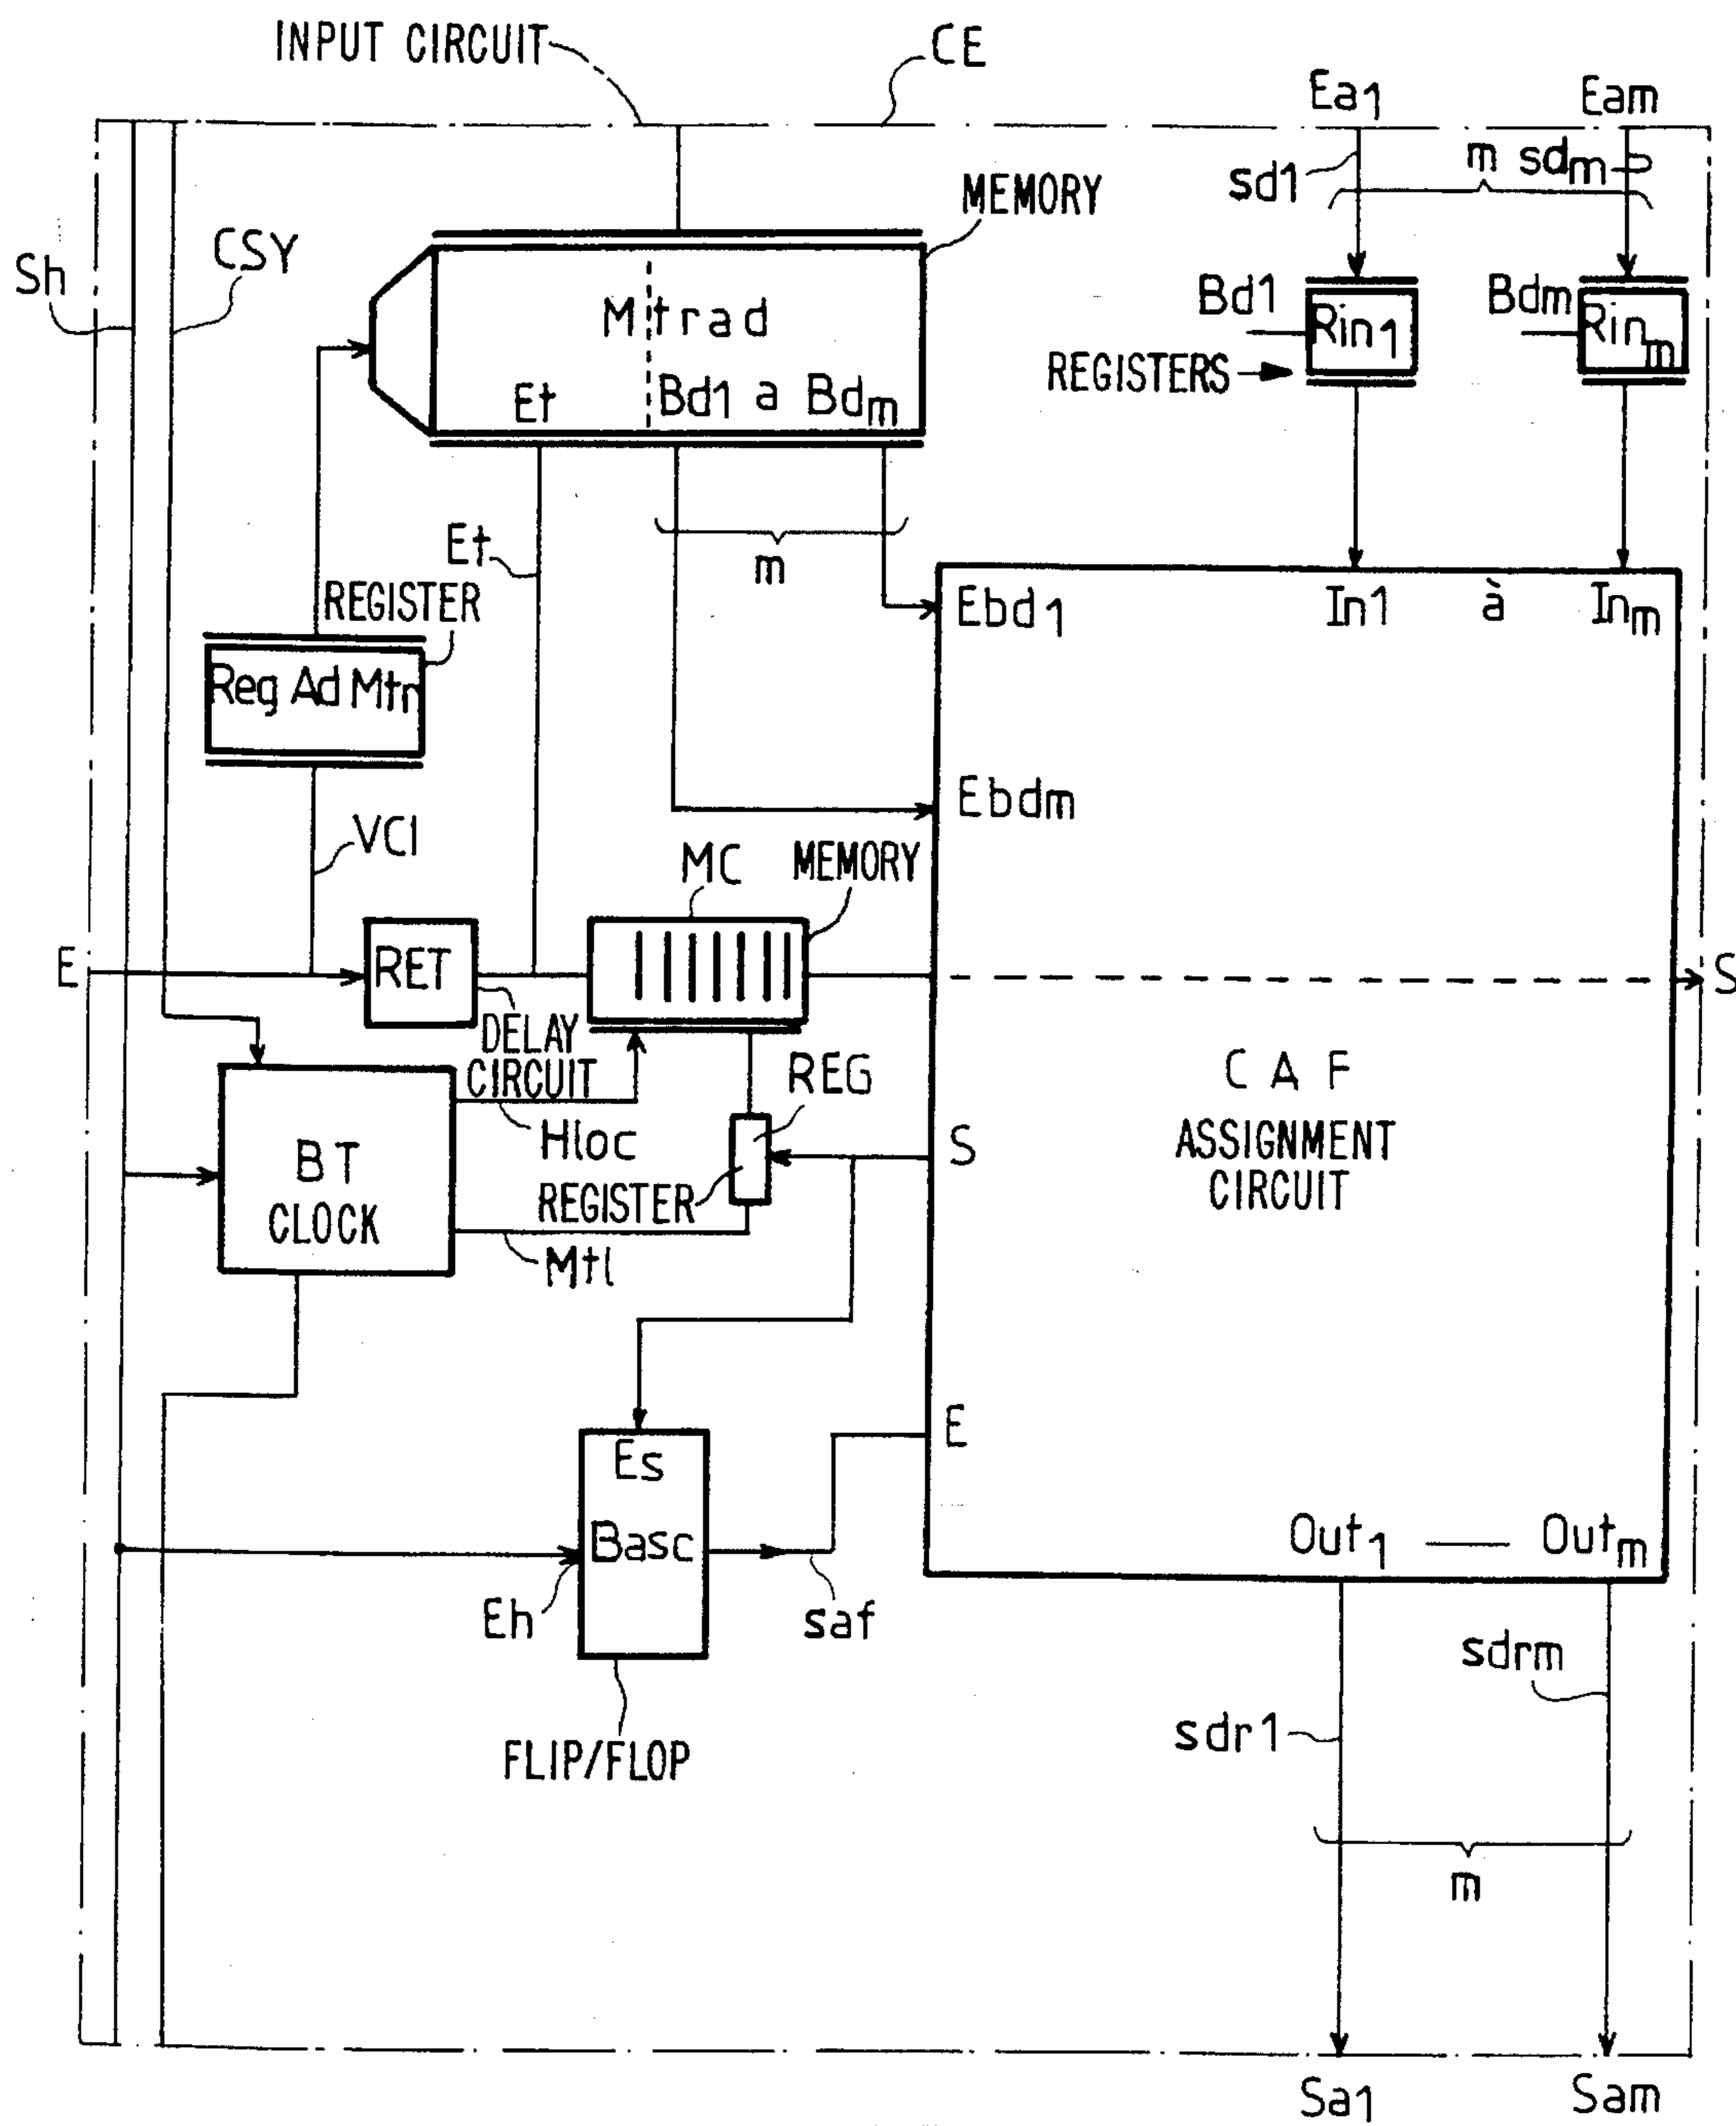 INPUT CIRCUIT
CE
Ea1
Eam
sd1
m sdm
MEMORY
Sh
CSY
M trad
Et
Bd1 a Bdm
Bd1
Rin1
Bdm
Rinm
REGISTERS
Et
m
REGISTER
Reg Ad Mtn
Ebd1
In1 à Inm
Ebdm
VCI
MC
MEMORY
E
RET
S
DELAY
CIRCUIT
REG
C A F
ASSIGNMENT
CIRCUIT
Hloc
BT
CLOCK
S
REGISTER
Mtl
Es
Basc
E
Eh
saf
Out1 — Outm
sdrm
sdr1
FLIP/FLOP
m
Sa1
Sam